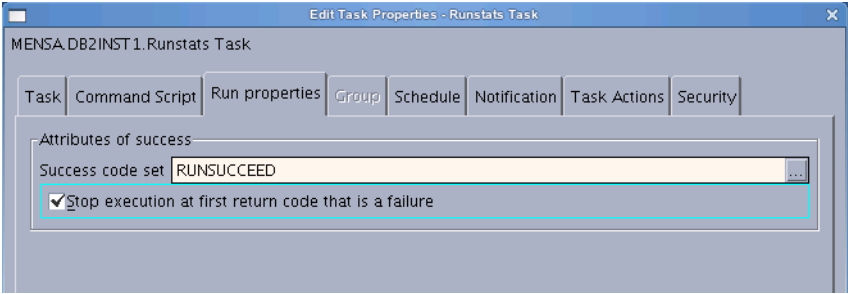 Edit Task Properties - Runstats Task
MENSA.DB2INST1.Runstats Task
Task Command Script Run properties Group Schedule Notification Task Actions Security
Attributes of success
Success code set RUNSUCCEED ...
Stop execution at first return code that is a failure